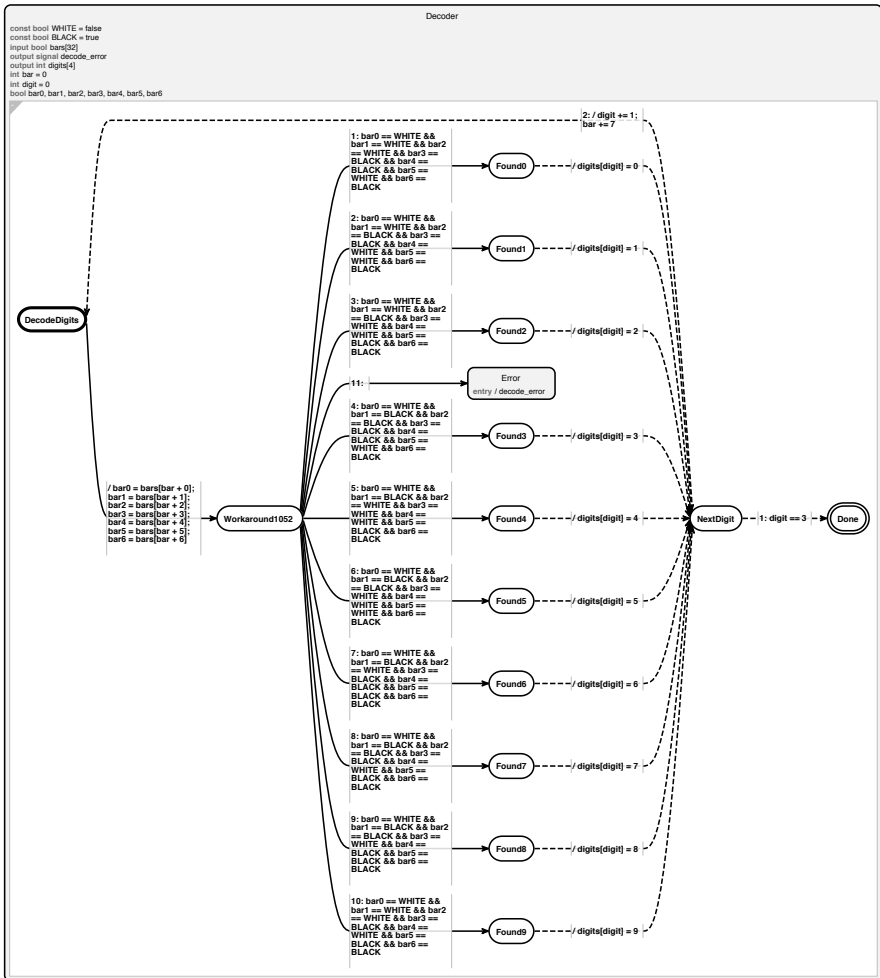 Decoder
const bool WHITE = false
const bool BLACK = true
input bool bars[32]
output signal decode_error
output int digits[4]
int bar = 0
int digit = 0
bool bar0, bar1, bar2, bar3, bar4, bar5, bar6
2: / digit += 1;
bar += 7
1: bar0 == WHITE &&
bar1 == WHITE && bar2
== WHITE && bar3 ==
BLACK && bar4 ==
BLACK && bar5 ==
WHITE && bar6 ==
BLACK
Found0
/ digits[digit] = 0
2: bar0 == WHITE &&
bar1 == WHITE && bar2
== BLACK && bar3 ==
BLACK && bar4 ==
WHITE && bar5 ==
WHITE && bar6 ==
BLACK
Found1
/ digits[digit] = 1
3: bar0 == WHITE &&
bar1 == WHITE && bar2
== BLACK && bar3 ==
WHITE && bar4 ==
WHITE && bar5 ==
BLACK && bar6 ==
BLACK
Found2
/ digits[digit] = 2
DecodeDigits
11:
Error
entry / decode_error
4: bar0 == WHITE &&
bar1 == BLACK && bar2
== BLACK && bar3 ==
BLACK && bar4 ==
BLACK && bar5 ==
WHITE && bar6 ==
BLACK
Found3
/ digits[digit] = 3
/ bar0 = bars[bar + 0];
bar1 = bars[bar + 1];
bar2 = bars[bar + 2];
bar3 = bars[bar + 3];
bar4 = bars[bar + 4];
bar5 = bars[bar + 5];
bar6 = bars[bar + 6]
Workaround1052
5: bar0 == WHITE &&
bar1 == BLACK && bar2
== WHITE && bar3 ==
WHITE && bar4 ==
WHITE && bar5 ==
BLACK && bar6 ==
BLACK
Found4
/ digits[digit] = 4
NextDigit
1: digit == 3
Done
6: bar0 == WHITE &&
bar1 == BLACK && bar2
== BLACK && bar3 ==
WHITE && bar4 ==
WHITE && bar5 ==
WHITE && bar6 ==
BLACK
Found5
/ digits[digit] = 5
7: bar0 == WHITE &&
bar1 == BLACK && bar2
== WHITE && bar3 ==
BLACK && bar4 ==
BLACK && bar5 ==
BLACK && bar6 ==
BLACK
Found6
/ digits[digit] = 6
8: bar0 == WHITE &&
bar1 == BLACK && bar2
== BLACK && bar3 ==
BLACK && bar4 ==
WHITE && bar5 ==
BLACK && bar6 ==
BLACK
Found7
/ digits[digit] = 7
9: bar0 == WHITE &&
bar1 == BLACK && bar2
== BLACK && bar3 ==
WHITE && bar4 ==
BLACK && bar5 ==
BLACK && bar6 ==
BLACK
Found8
/ digits[digit] = 8
10: bar0 == WHITE &&
bar1 == WHITE && bar2
== WHITE && bar3 ==
BLACK && bar4 ==
WHITE && bar5 ==
BLACK && bar6 ==
BLACK
Found9
/ digits[digit] = 9